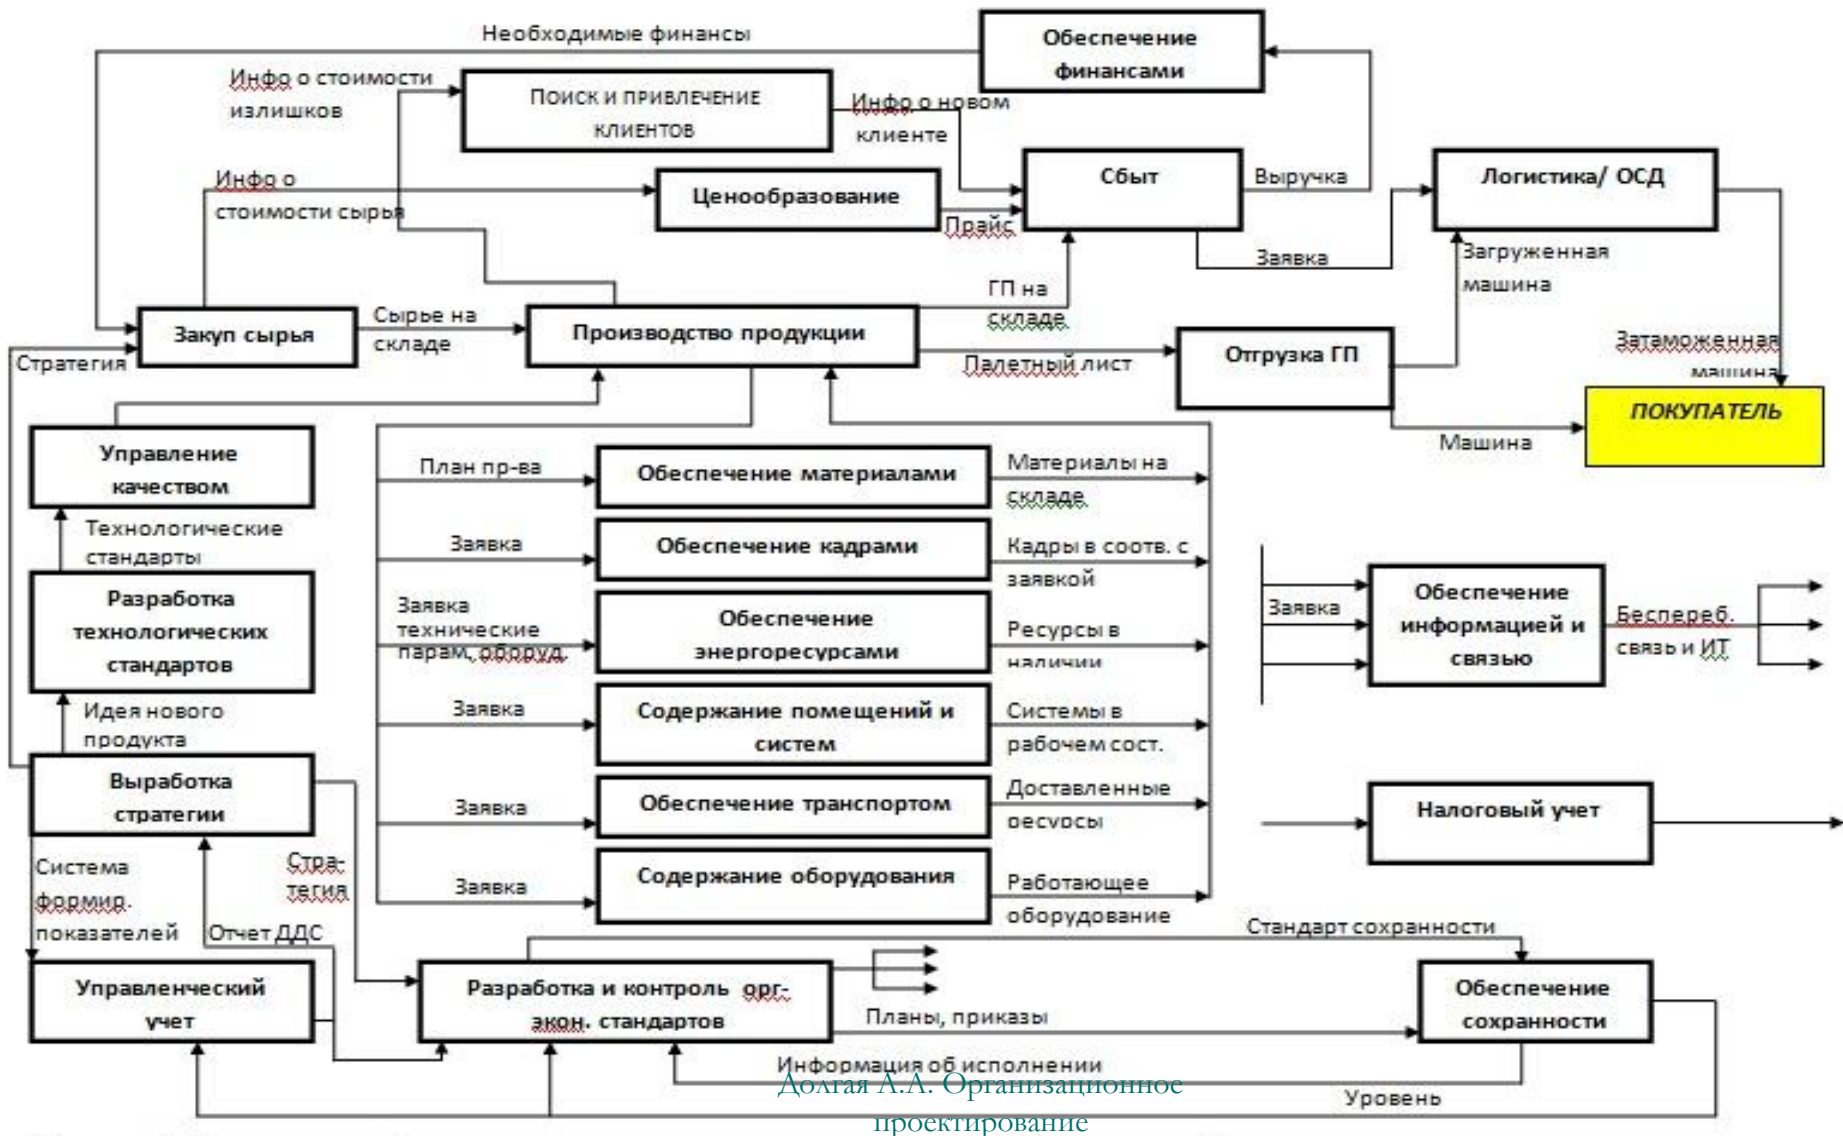 Необходимые финансы
Обеспечение
финансами
Инфо о стоимости
излишков
Поиск и привлечение
клиентов
Инфо о новом
клиенте
Инфо о
стоимости сырья
Ценообразование
Прайс
Сбыт
Выручка
Логистика/ ОСД
Заявка
Загруженная
машина
ГП на
складе
Закуп сырья
Сырье на
складе
Производство продукции
Палетный лист
Отгрузка ГП
Затаможенная
машина
Стратегия
ПОКУПАТЕЛЬ
Машина
Управление
качеством
План пр-ва
Обеспечение материалами
Материалы на
складе
Технологические
стандарты
Заявка
Обеспечение кадрами
Кадры в соотв. с
заявкой
Разработка
технологических
стандартов
Заявка
технические
парам, оборуд.
Обеспечение
энергоресурсами
Ресурсы в
наличии
Заявка
Обеспечение
информацией и
связью
Беспереб.
связь и ИТ
Идея нового
продукта
Заявка
Содержание помещений и
систем
Системы в
рабочем сост.
Выработка
стратегии
Заявка
Обеспечение транспортом
Доставленные
ресурсы
Налоговый учет
Система
формир.
показателей
Стра-
тегия
Отчет ДДС
Заявка
Содержание оборудования
Работающее
оборудование
Стандарт сохранности
Управленческий
учет
Разработка и контроль орг-
экон. стандартов
Планы, приказы
Обеспечение
сохранности
Информация об исполнении
Уровень
Долгая А.А. Организационное
проектирование